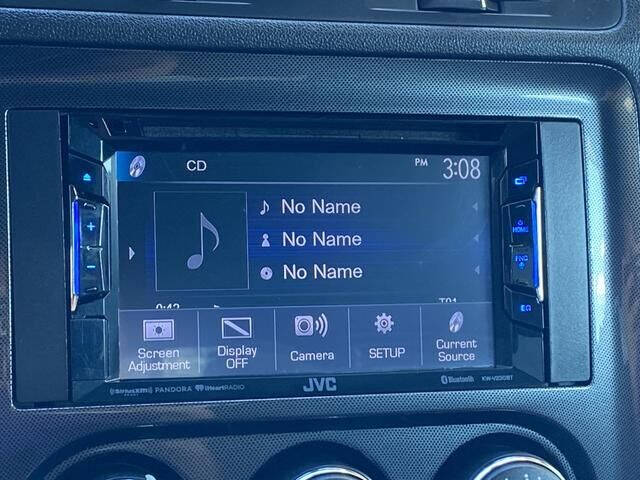 CD
PM 3:08
No Name
No Name
No Name
0:42 T01
Screen Adjustment
Display OFF
Camera
SETUP
Current Source
+
−
HOME
SiriusXM PANDORA iHeartRADIO JVC Bluetooth